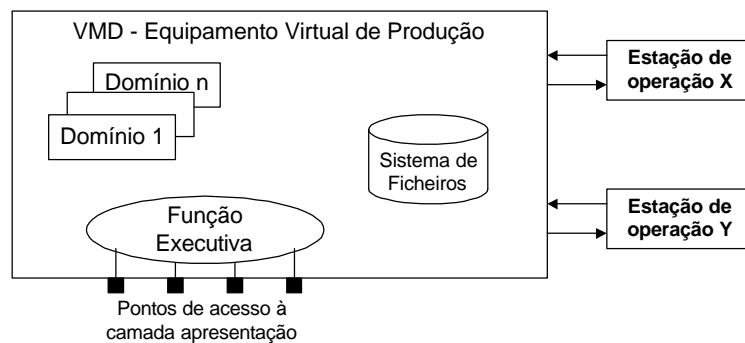 VMD - Equipamento Virtual de Produção
Domínio n
Domínio 1
Sistema de
Ficheiros
Função
Executiva
Pontos de acesso à
camada apresentação
Estação de
operação X
Estação de
operação Y